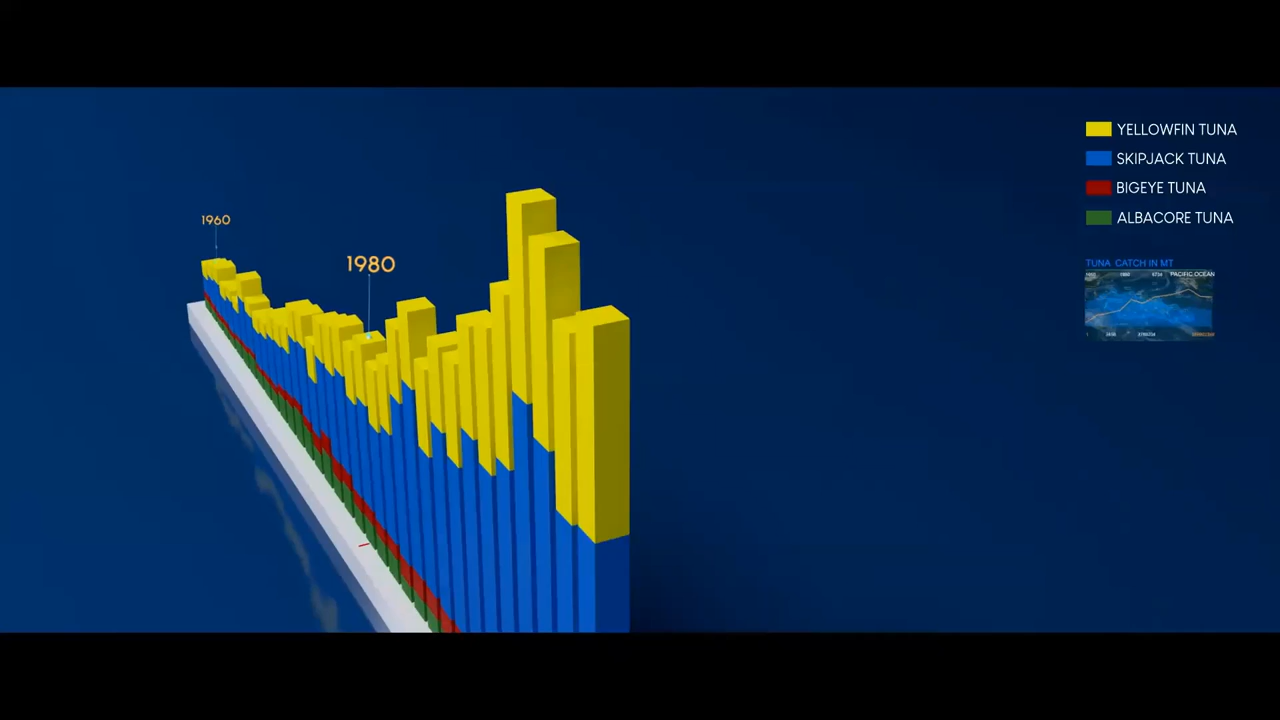 1960
1980
YELLOWFIN TUNA
SKIPJACK TUNA
BIGEYE TUNA
ALBACORE TUNA
TUNA CATCH IN MT
PACIFIC OCEAN